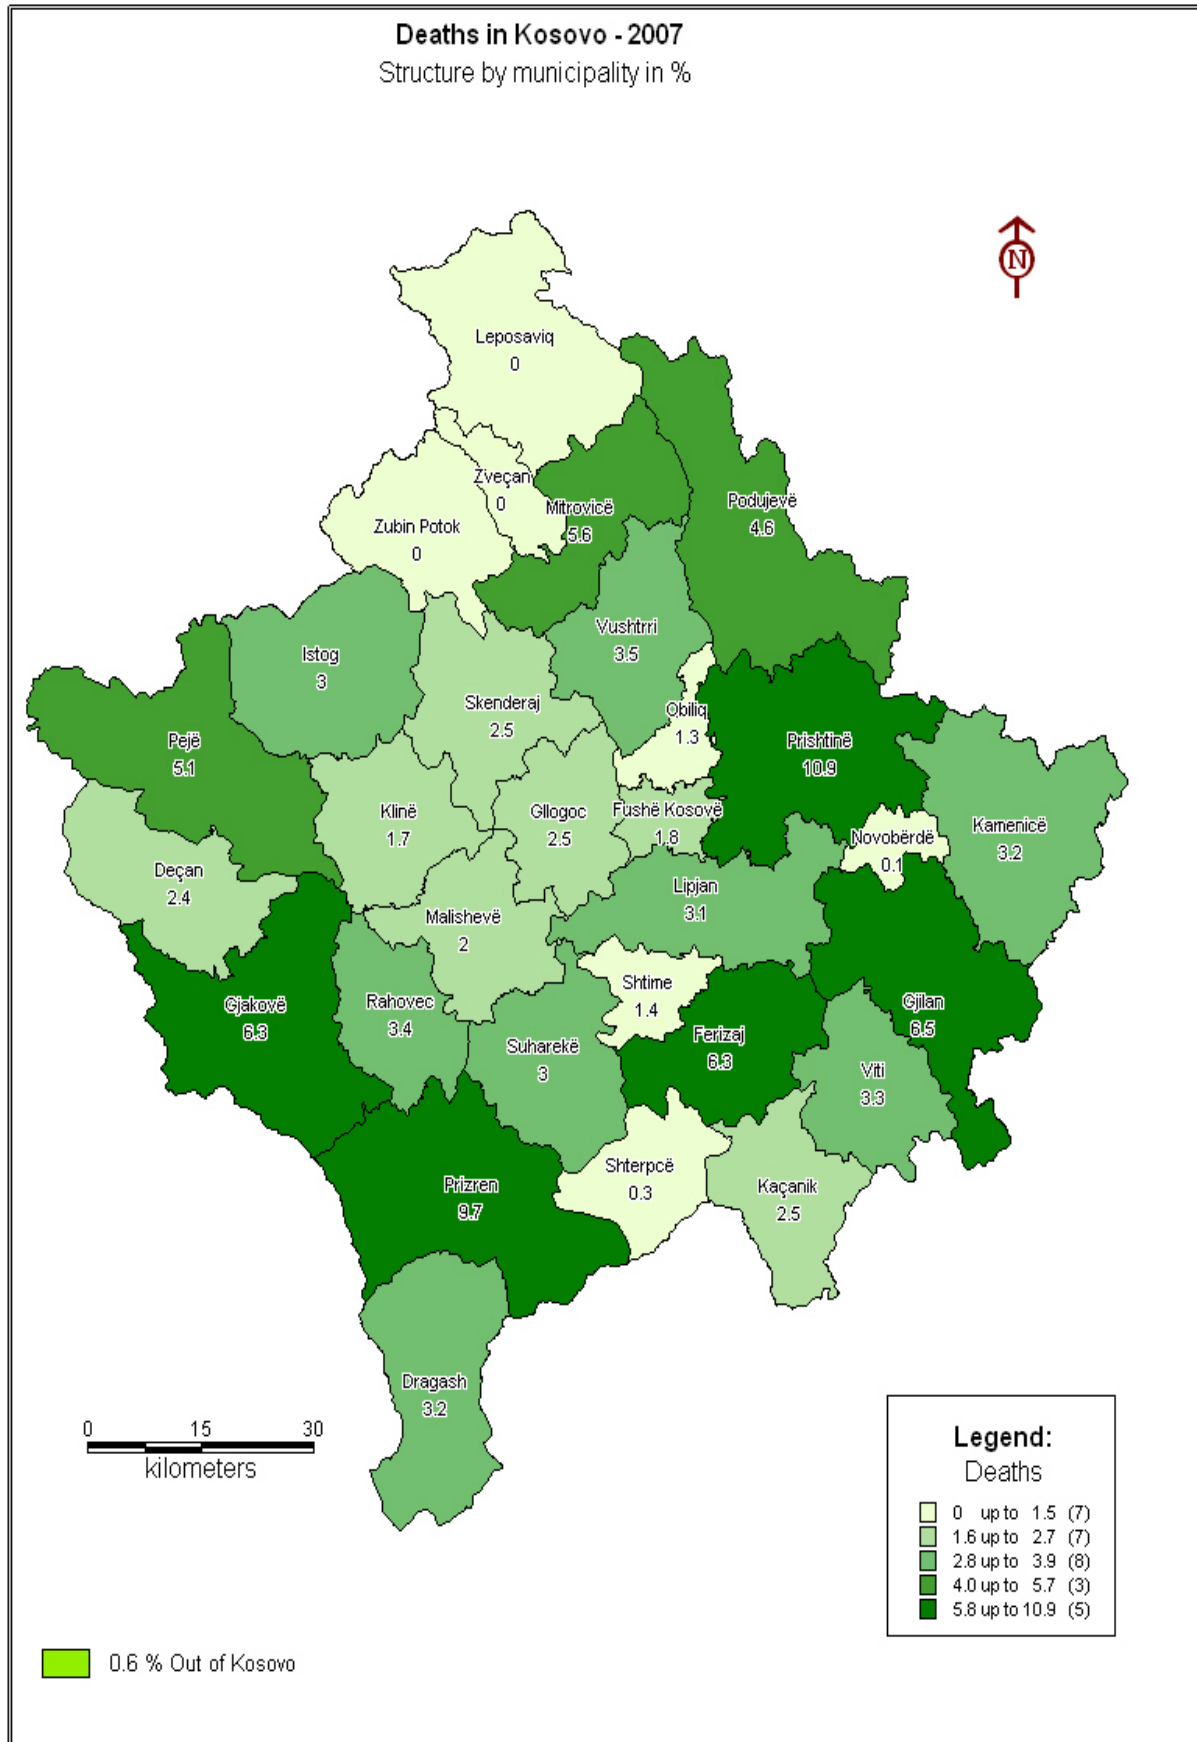 Deaths in Kosovo - 2007
Structure by municipality in %
N
Leposaviq
0
Zveçan
0
Mitrovicë
5.6
Podujevë
4.6
Zubin Potok
0
Vushtrri
3.5
Istog
3
Skenderaj
2.5
Obiliq
1.3
Pejë
5.1
Prishtinë
10.9
Klinë
1.7
Gllogoc
2.5
Fushë Kosovë
1.8
Novobërdë
0.1
Kamenicë
3.2
Deçan
2.4
Lipjan
3.1
Malishevë
2
Shtime
1.4
Gjakovë
6.3
Rahovec
3.4
Gjilan
6.5
Ferizaj
6.3
Suharekë
3
Viti
3.3
Shterpcë
0.3
Prizren
9.7
Kaçanik
2.5
Dragash
3.2
0 15 30
kilometers
Legend:
Deaths
0 up to 1.5 (7)
1.6 up to 2.7 (7)
2.8 up to 3.9 (8)
4.0 up to 5.7 (3)
5.8 up to 10.9 (5)
0.6 % Out of Kosovo